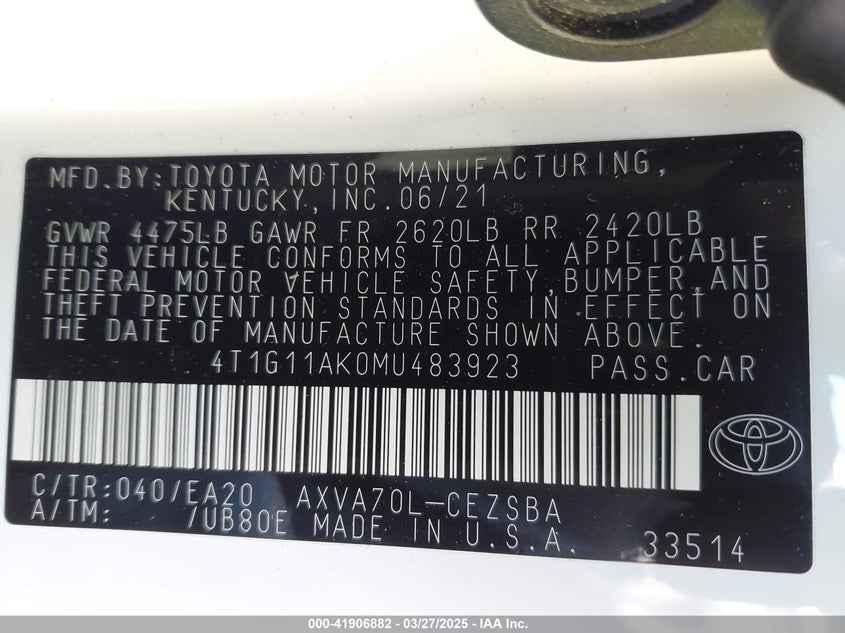 MFD.BY:TOYOTA MOTOR MANUFACTURING,
KENTUCKY,INC.06/21
GVWR 4475LB GAWR FR 2620LB RR 2420LB
THIS VEHICLE CONFORMS TO ALL APPLICABLE
FEDERAL MOTOR VEHICLE SAFETY,BUMPER,AND
THEFT PREVENTION STANDARDS IN EFFECT ON
THE DATE OF MANUFACTURE SHOWN ABOVE.
4T1G11AK0MU483923 PASS.CAR
C/TR:040/EA20 AXVA70L-CEZSBA
A/TM: /UB80E MADE IN U.S.A. 33514
000-41906882 - 03/27/2025 - Copyright © IAA, Inc.